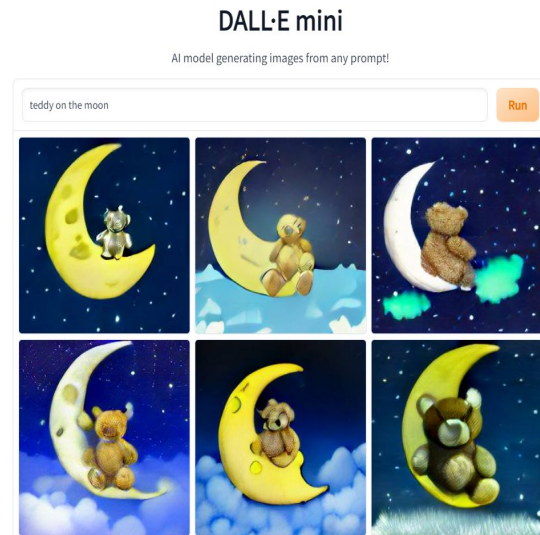 DALL·E mini
AI model generating images from any prompt!
teddy on the moon
Run